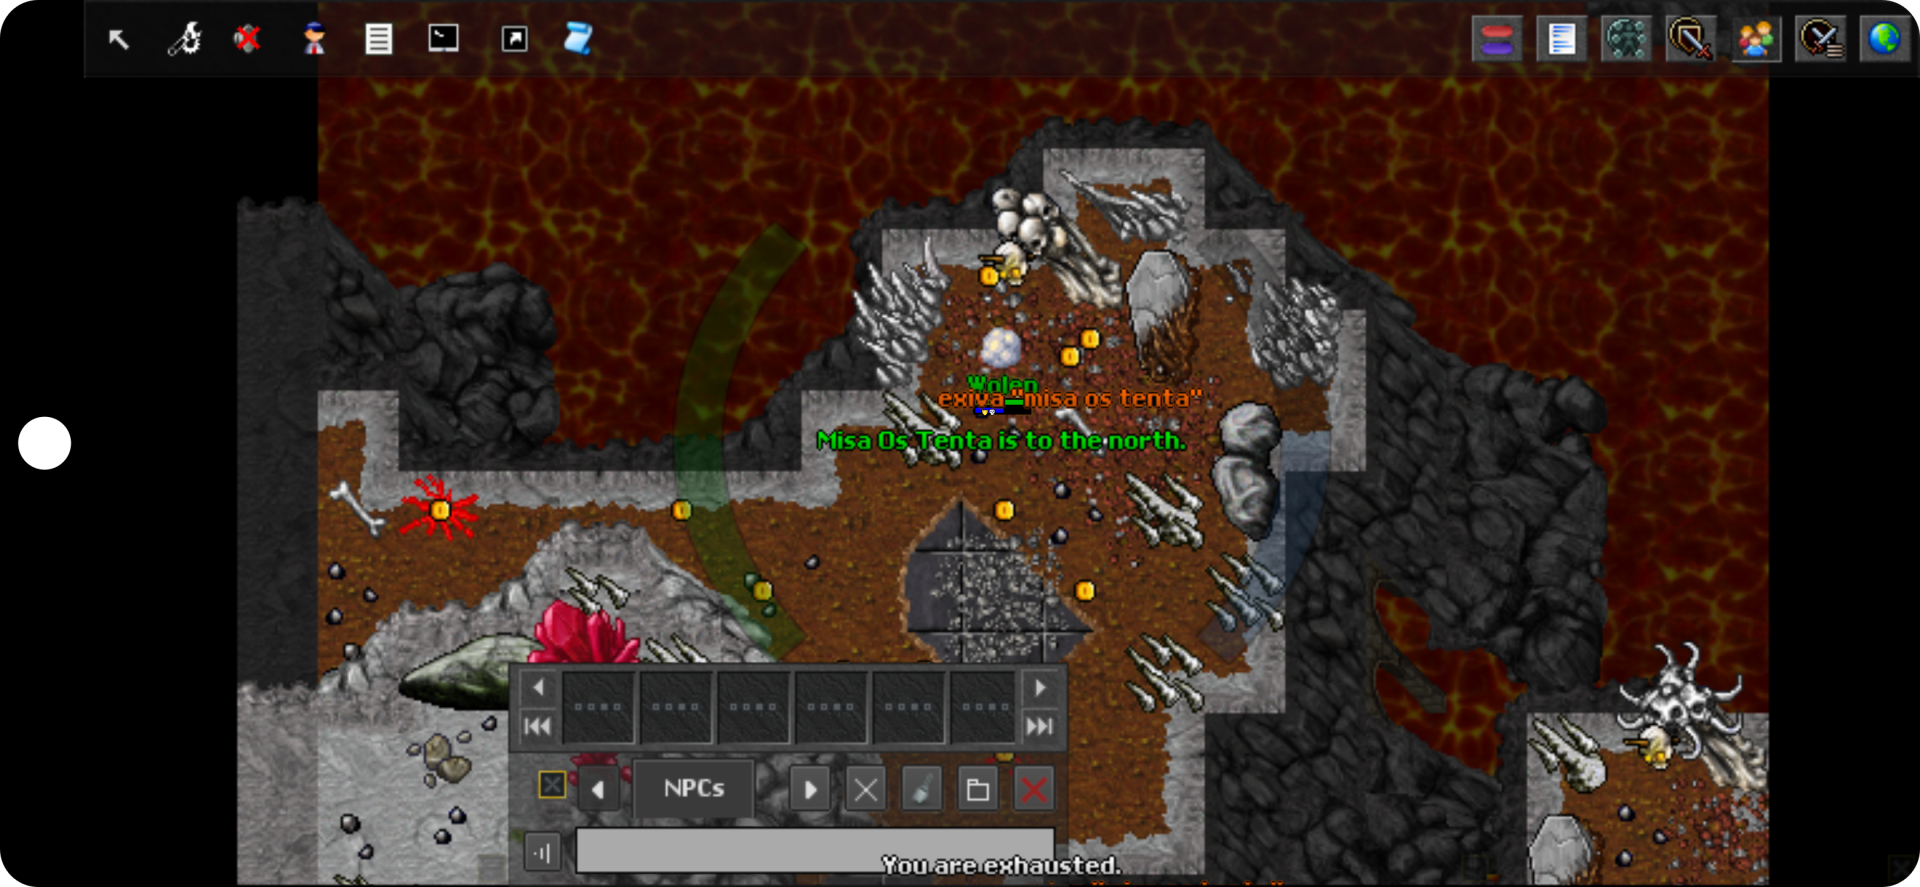 Wolen
exiva "misa os tenta"
Misa Os Tenta is to the north.
NPCs
You are exhausted.